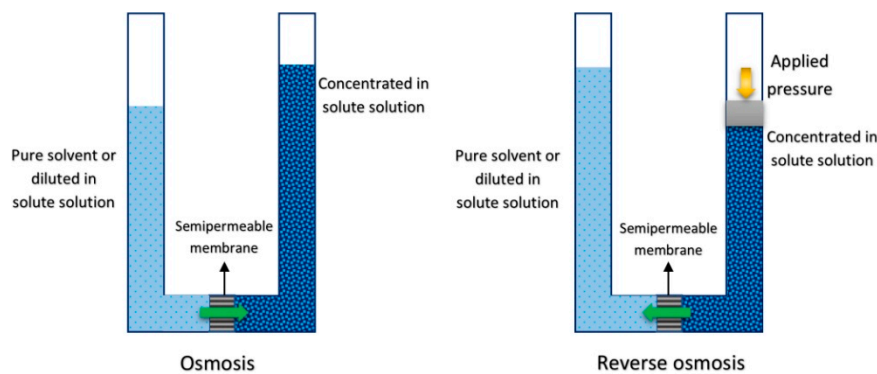 Concentrated in
solute solution
Pure solvent or
diluted in
solute solution
Semipermeable
membrane
Osmosis
Applied
pressure
Concentrated in
solute solution
Pure solvent or
diluted in
solute solution
Semipermeable
membrane
Reverse osmosis